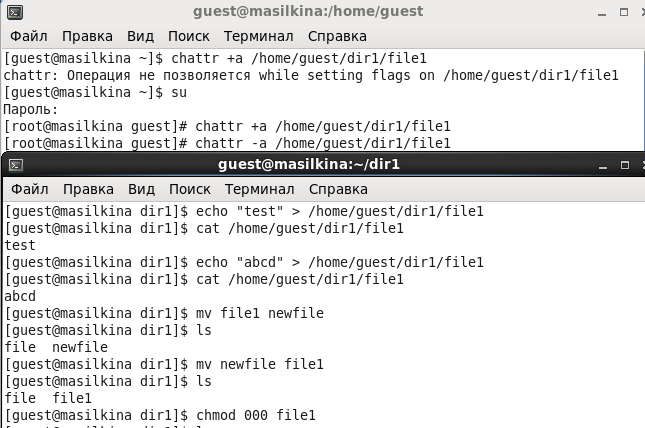 guest@masilkina:/home/guest
Файл Правка Вид Поиск Терминал Справка
[guest@masilkina ~]$ chattr +a /home/guest/dir1/file1
chattr: Операция не позволяется while setting flags on /home/guest/dir1/file1
[guest@masilkina ~]$ su
Пароль:
[root@masilkina guest]# chattr +a /home/guest/dir1/file1
[root@masilkina guest]# chattr -a /home/guest/dir1/file1
guest@masilkina:~/dir1
Файл Правка Вид Поиск Терминал Справка
[guest@masilkina dir1]$ echo "test" > /home/guest/dir1/file1
[guest@masilkina dir1]$ cat /home/guest/dir1/file1
test
[guest@masilkina dir1]$ echo "abcd" > /home/guest/dir1/file1
[guest@masilkina dir1]$ cat /home/guest/dir1/file1
abcd
[guest@masilkina dir1]$ mv file1 newfile
[guest@masilkina dir1]$ ls
file  newfile
[guest@masilkina dir1]$ mv newfile file1
[guest@masilkina dir1]$ ls
file  file1
[guest@masilkina dir1]$ chmod 000 file1